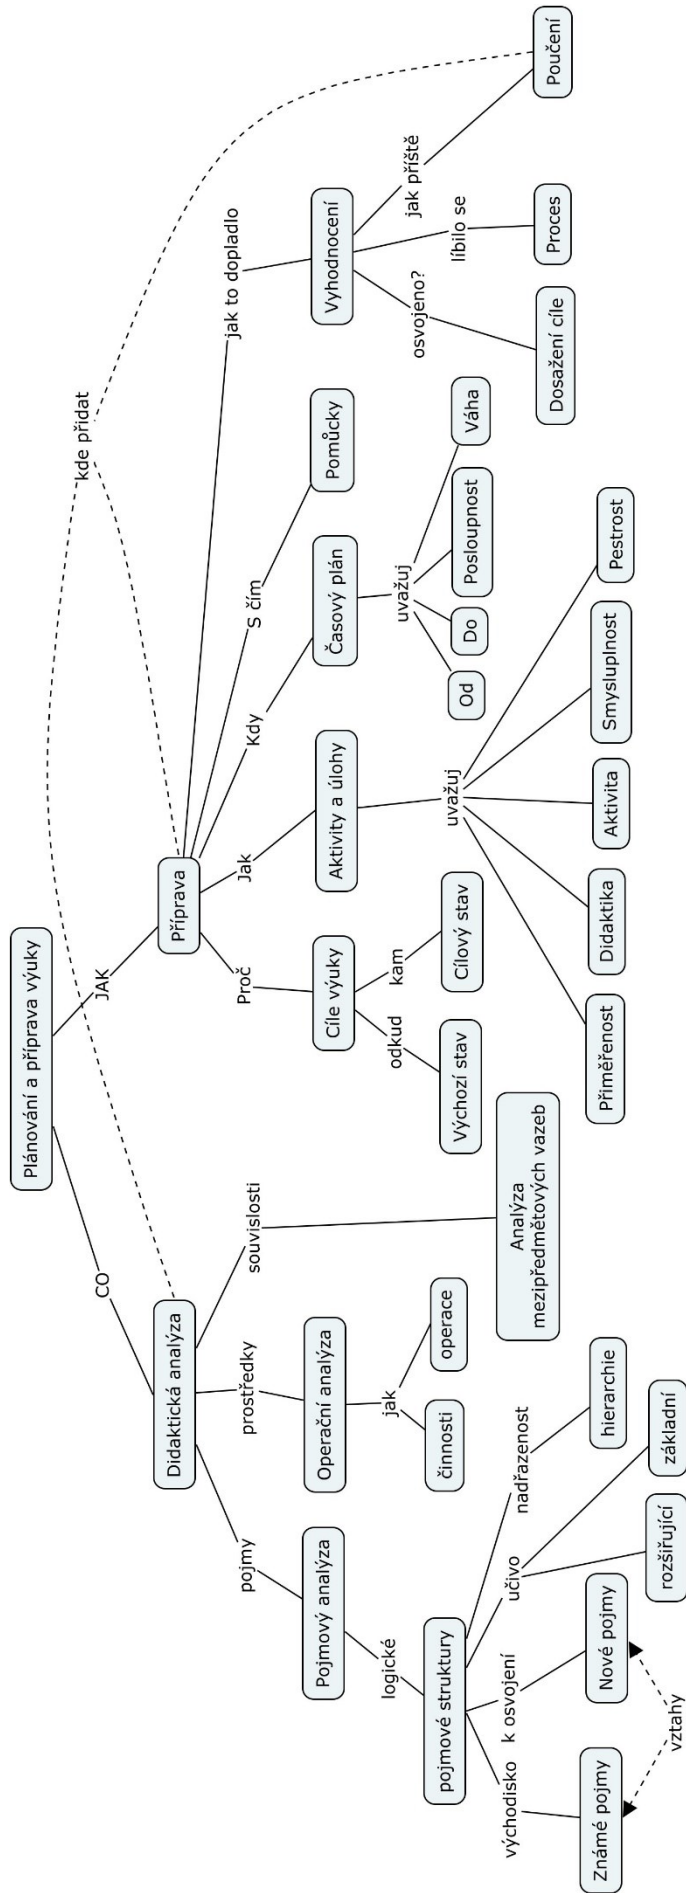 Plánování a příprava výuky
CO
JAK
kde přidat
Didaktická analýza
Příprava
pojmy
prostředky
souvislosti
Proč
Jak
Kdy
S čím
jak to dopladlo
Pojmový analýza
Operační analýza
Cíle výuky
Aktivity a úlohy
Časový plán
Pomůcky
Vyhodnocení
logické
jak
odkud
kam
uvažuj
uvažuj
osvojeno?
líbilo se
jak příště
pojmové struktury
činnosti
operace
Analýza
mezipředmětových vazeb
Výchozí stav
Cílový stav
Od
Do
Posloupnost
Váha
Dosažení cíle
Proces
Poučení
východisko
k osvojení
učivo
nadřazenost
Známé pojmy
Nové pojmy
rozšiřující
základní
hierarchie
Přiměřenost
Didaktika
Aktivita
Smysluplnost
Pestrost
vztahy